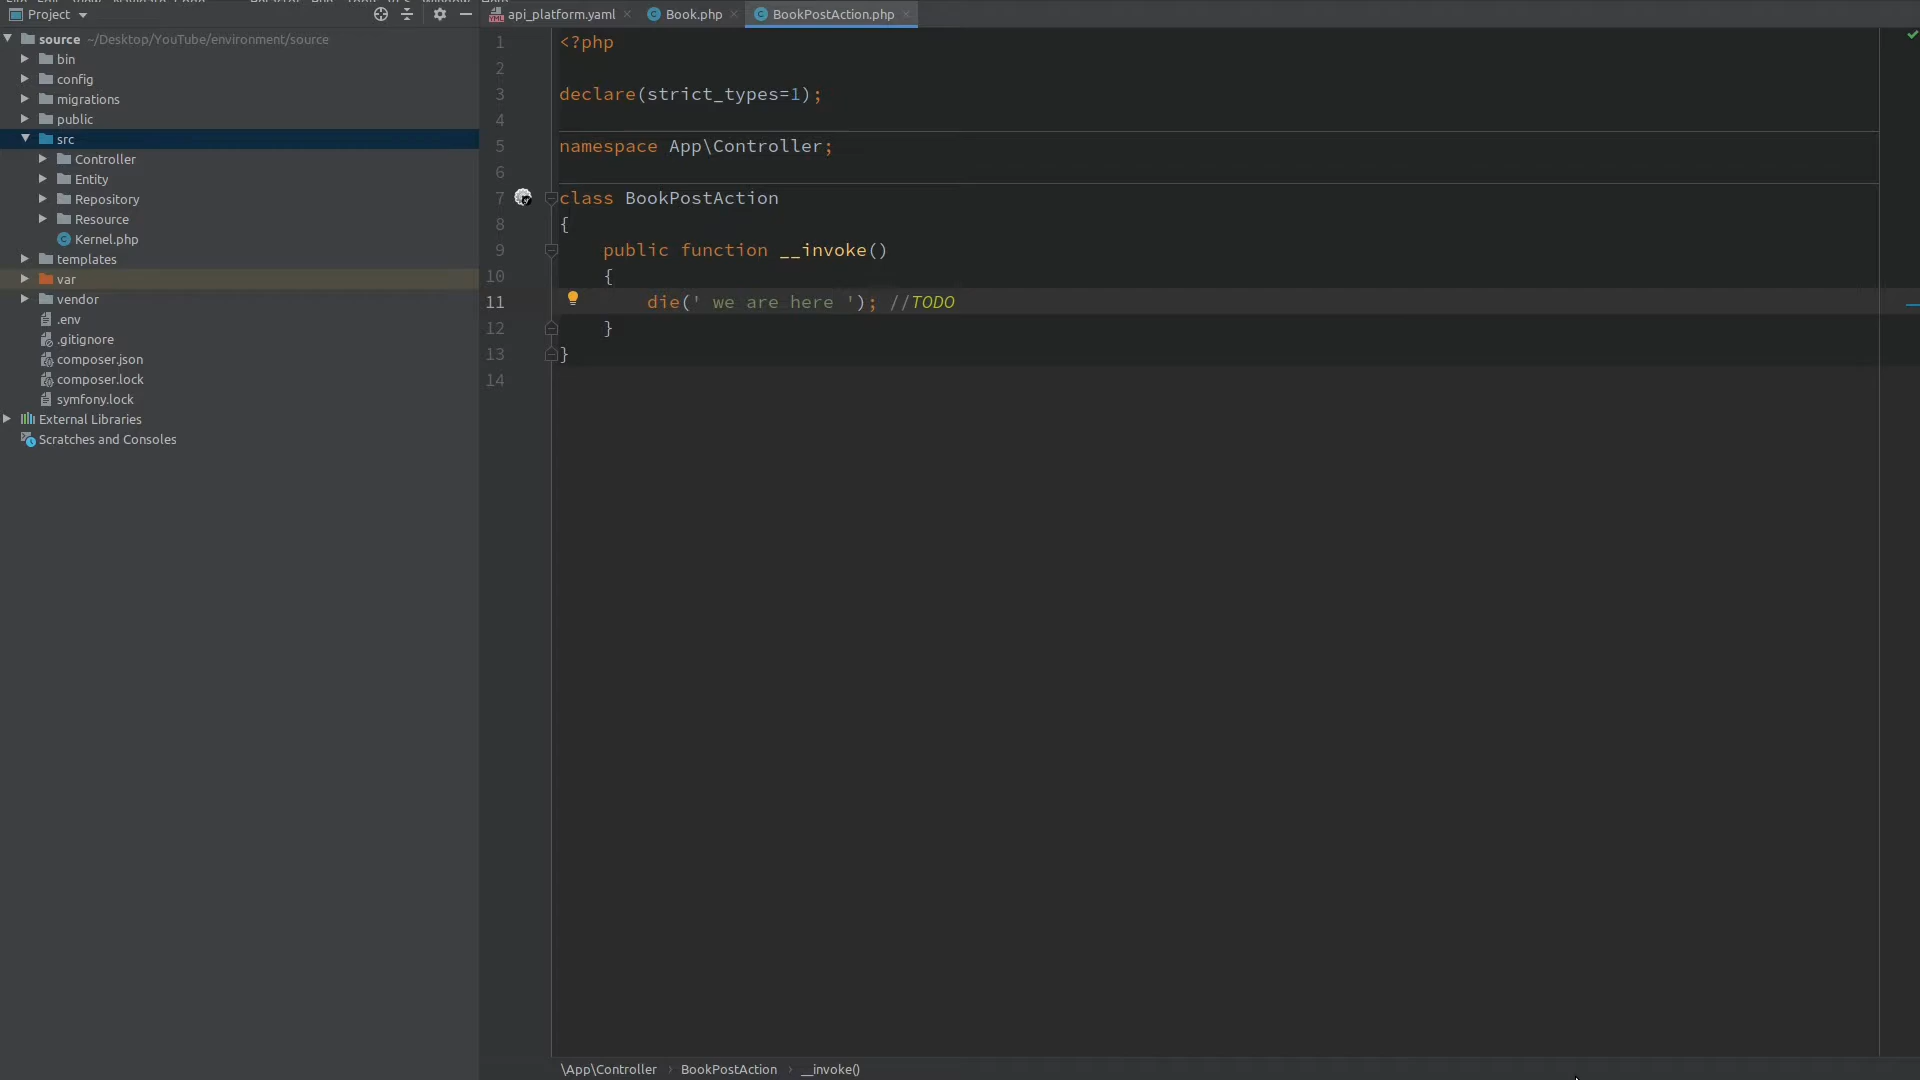 Project
api_platform.yaml
Book.php
BookPostAction.php
source ~/Desktop/YouTube/environment/source
bin
config
migrations
public
src
Controller
Entity
Repository
Resource
Kernel.php
templates
var
vendor
.env
.gitignore
composer.json
composer.lock
symfony.lock
External Libraries
Scratches and Consoles
1 <?php
2
3 declare(strict_types=1);
4
5 namespace App\Controller;
6
7 class BookPostAction
8 {
9 public function __invoke()
10 {
11 die(' we are here '); //TODO
12 }
13 }
14
\App\Controller › BookPostAction › __invoke()